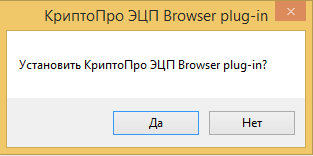 КриптоПро ЭЦП Browser plug-in
Установить КриптоПро ЭЦП Browser plug-in?
Да
Нет